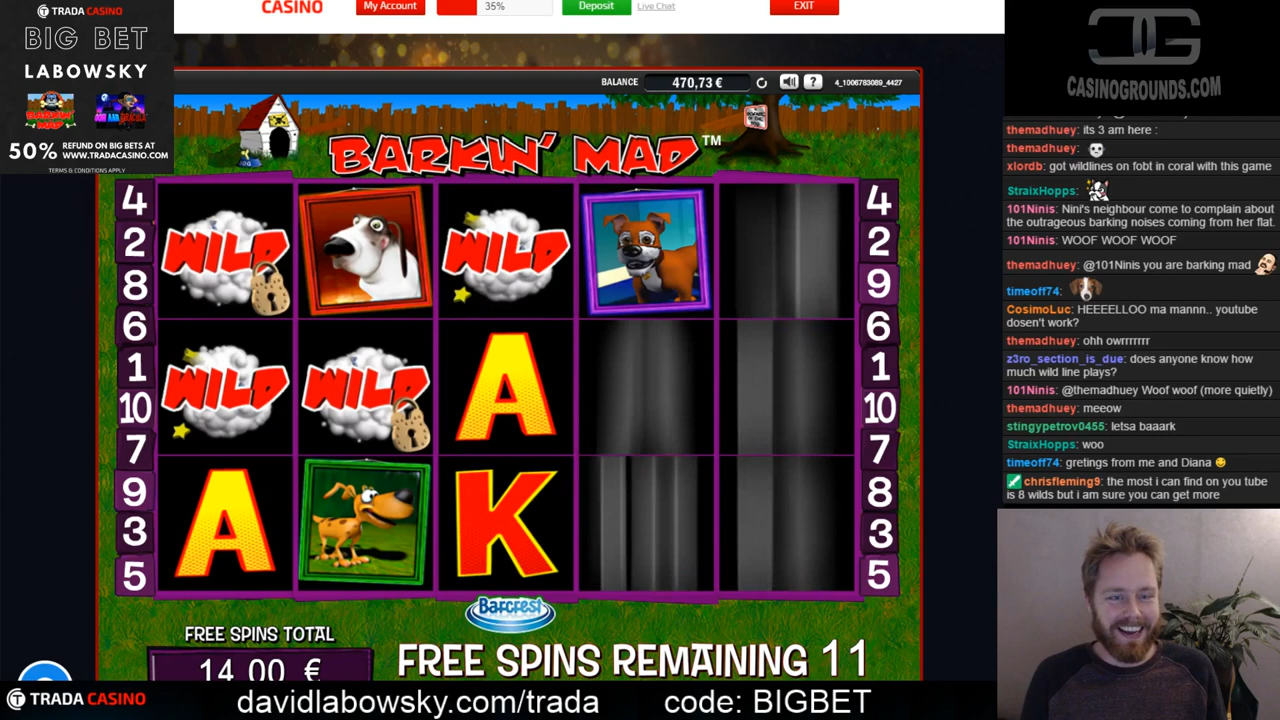 TRADA CASINO
BIG BET
LABOWSKY
BARKIN' MAD
50% REFUND ON BIG BETS AT
WWW.TRADACASINO.COM
TERMS & CONDITIONS APPLY
CASINO
My Account
35%
Deposit
Live Chat
EXIT
BALANCE 470,73 € ? 4_1006783089_4427
BARKIN' MAD™
4
2
8
6
1
10
7
9
3
5
WILD
WILD
WILD
WILD
A
A
K
4
2
9
6
1
10
7
8
3
5
Barcrest
FREE SPINS TOTAL
14.00 €
FREE SPINS REMAINING 11
CG
CASINOGROUNDS.COM
themadhuey: its 3 am here :
themadhuey:
xlordb: got wildlines on fobt in coral with this game
StraixHopps:
101Ninis: Nini's neighbour come to complain about
the outrageous barking noises coming from her flat.
101Ninis: WOOF WOOF WOOF
themadhuey: @101Ninis you are barking mad
timeoff74:
CosimoLuc: HEEEELLOO ma mannn.. youtube
dosen't work?
themadhuey: ohh owrrrrrrr
z3ro_section_is_due: does anyone know how
much wild line plays?
101Ninis: @themadhuey Woof woof (more quietly)
themadhuey: meeow
stingypetrov0455: letsa baaark
StraixHopps: woo
timeoff74: gretings from me and Diana
chrisfleming9: the most i can find on you tube
is 8 wilds but i am sure you can get more
TRADA CASINO
davidlabowsky.com/trada
code: BIGBET